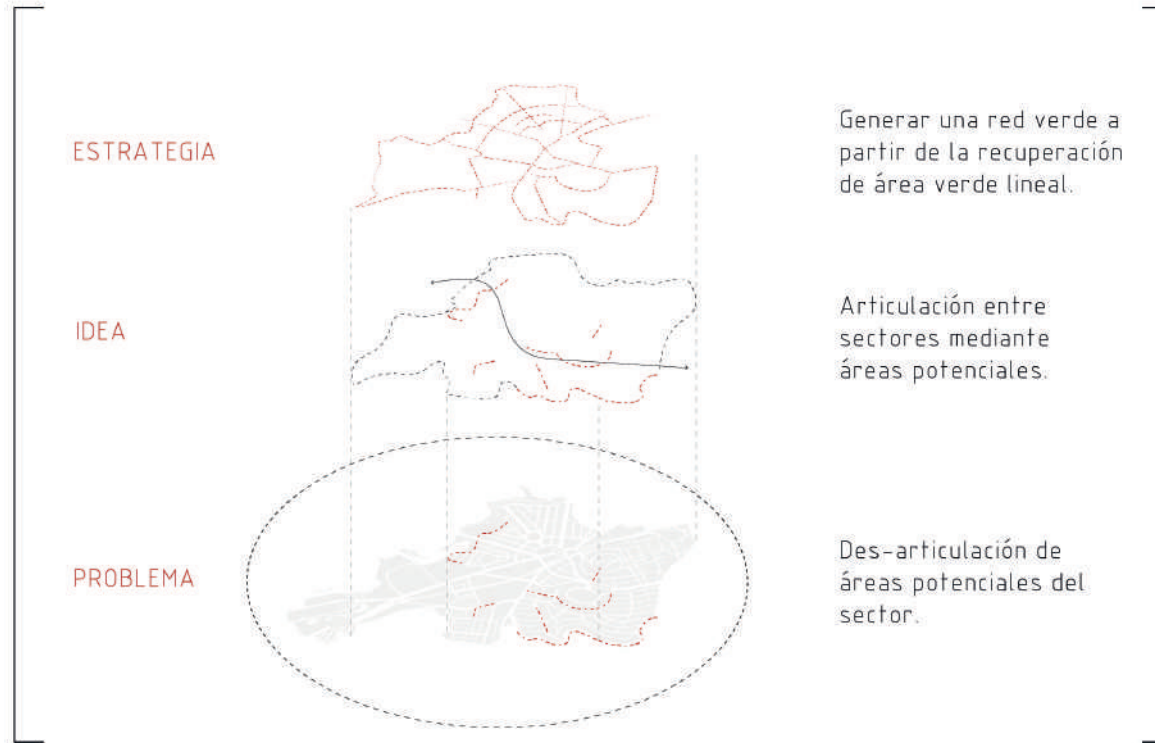 ESTRATEGIA
Generar una red verde a
partir de la recuperación
de área verde lineal.
IDEA
Articulación entre
sectores mediante
áreas potenciales.
PROBLEMA
Des-articulación de
áreas potenciales del
sector.